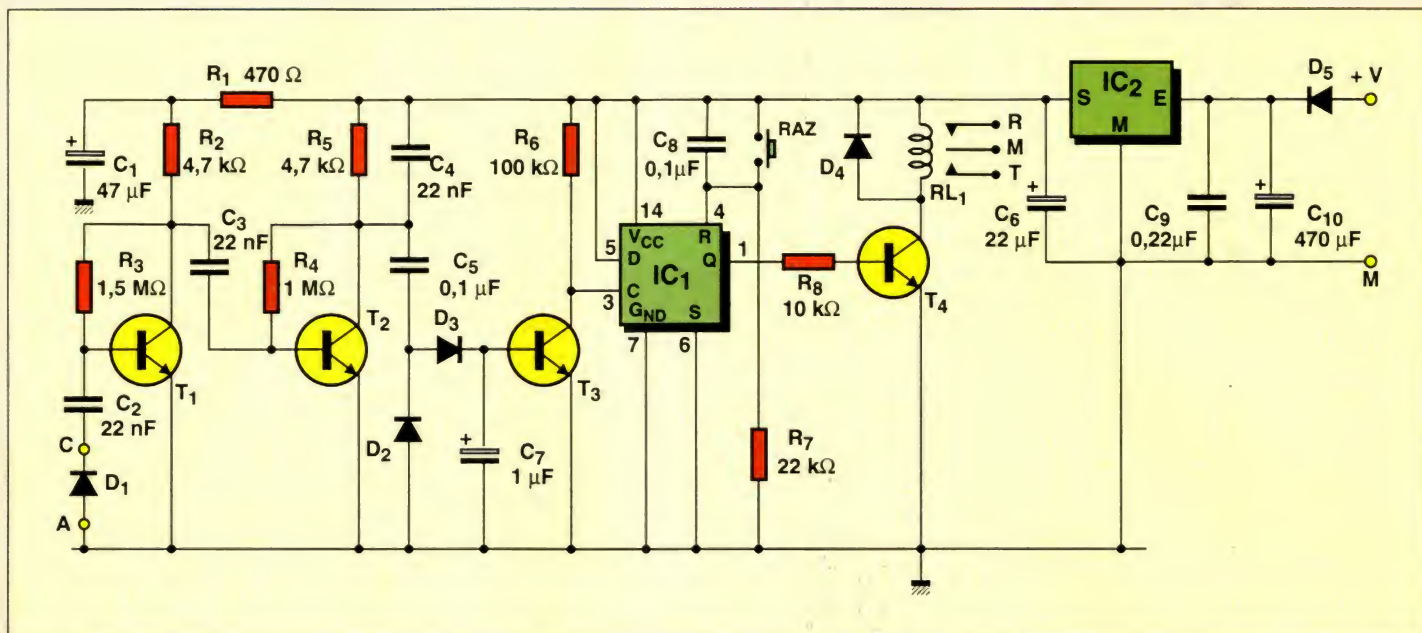 R1 470 Ω
C1
47 µF
R2
4,7 kΩ
R5
4,7 kΩ
C4
22 nF
R6
100 kΩ
C8
0,1µF
RAZ
D4
RL1
R
M
T
S
IC2
E
M
D5
+ V
C6
22 µF
C9
0,22µF
C10
470 µF
M
C3
22 nF
R3
1,5 MΩ
R4
1 MΩ
C5
0,1 µF
D3
14
4
5
3
VCC
R
D
Q
IC1
C
GND
S
1
7
6
R8
10 kΩ
T4
T1
T2
T3
C2
22 nF
C
D1
A
D2
+
C7
1 µF
R7
22 kΩ
+
+
+